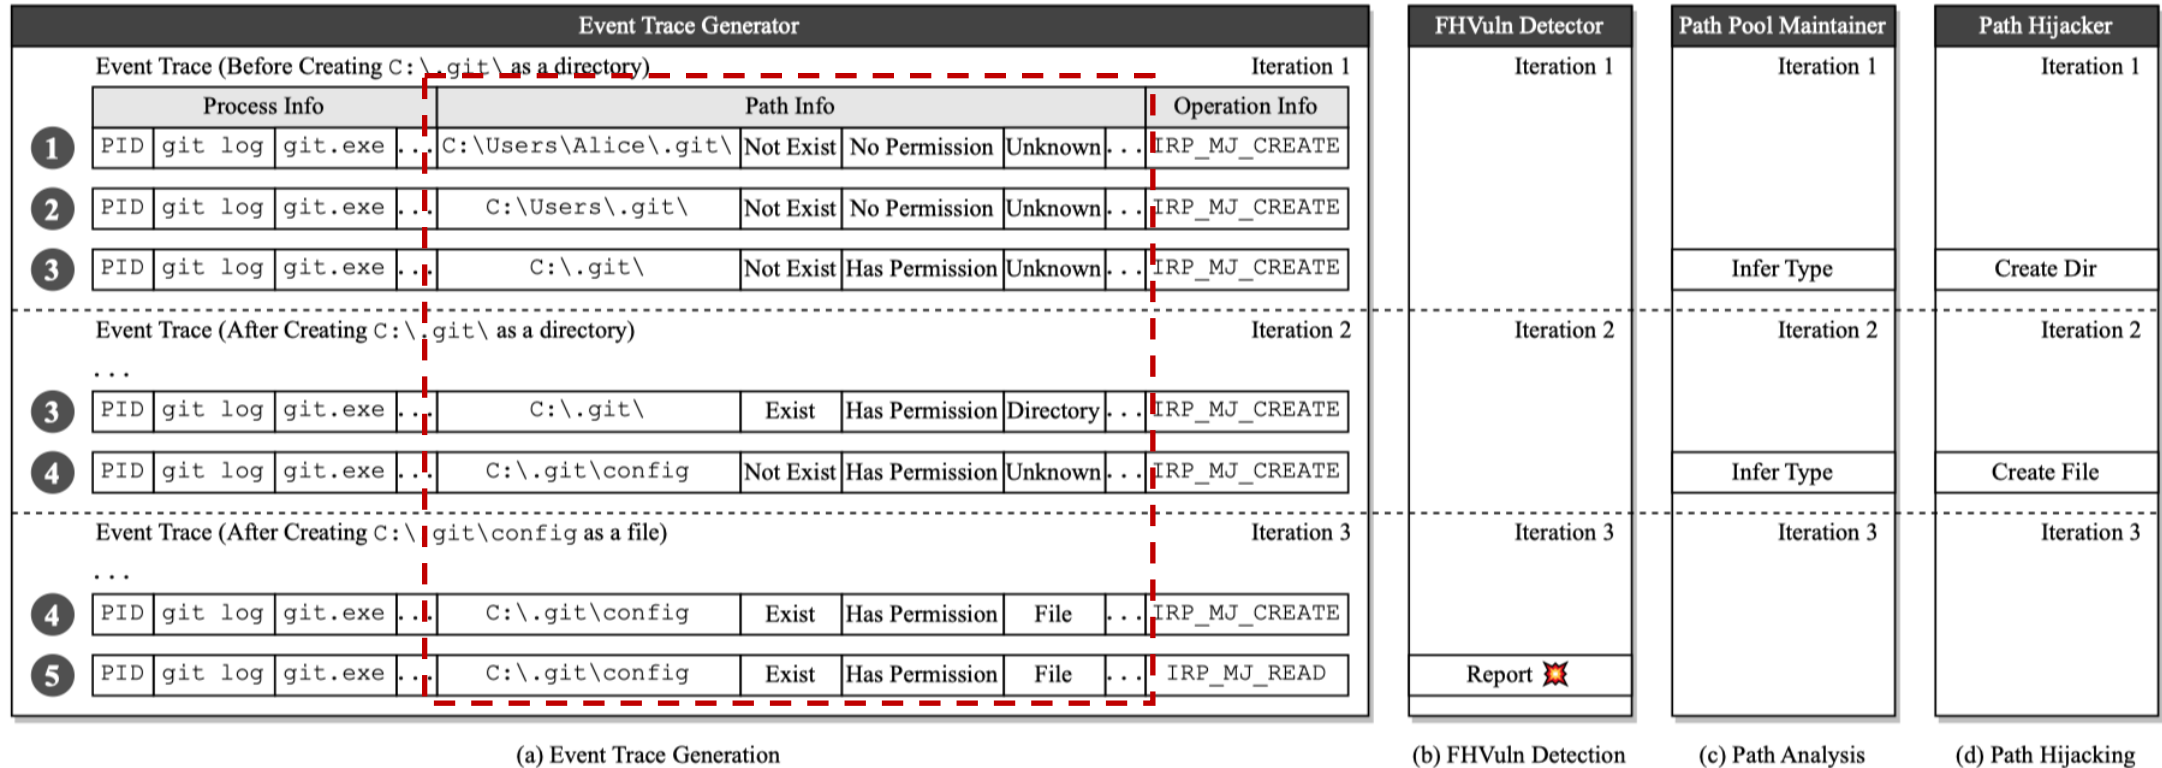 Event Trace Generator
FHVuln Detector
Path Pool Maintainer
Path Hijacker
Event Trace (Before Creating C:\.git\ as a directory) Iteration 1
Iteration 1
Iteration 1
Iteration 1
Process Info Path Info Operation Info
1 PID git log git.exe ... C:\Users\Alice\.git\ Not Exist No Permission Unknown ... IRP_MJ_CREATE
2 PID git log git.exe ... C:\Users\.git\ Not Exist No Permission Unknown ... IRP_MJ_CREATE
3 PID git log git.exe ... C:\.git\ Not Exist Has Permission Unknown ... IRP_MJ_CREATE
Infer Type
Create Dir
Event Trace (After Creating C:\.git\ as a directory) Iteration 2
Iteration 2
Iteration 2
Iteration 2
...
3 PID git log git.exe ... C:\.git\ Exist Has Permission Directory ... IRP_MJ_CREATE
4 PID git log git.exe ... C:\.git\config Not Exist Has Permission Unknown ... IRP_MJ_CREATE
Infer Type
Create File
Event Trace (After Creating C:\.git\config as a file) Iteration 3
Iteration 3
Iteration 3
Iteration 3
...
4 PID git log git.exe ... C:\.git\config Exist Has Permission File ... IRP_MJ_CREATE
5 PID git log git.exe ... C:\.git\config Exist Has Permission File ... IRP_MJ_READ
Report
(a) Event Trace Generation
(b) FHVuln Detection
(c) Path Analysis
(d) Path Hijacking